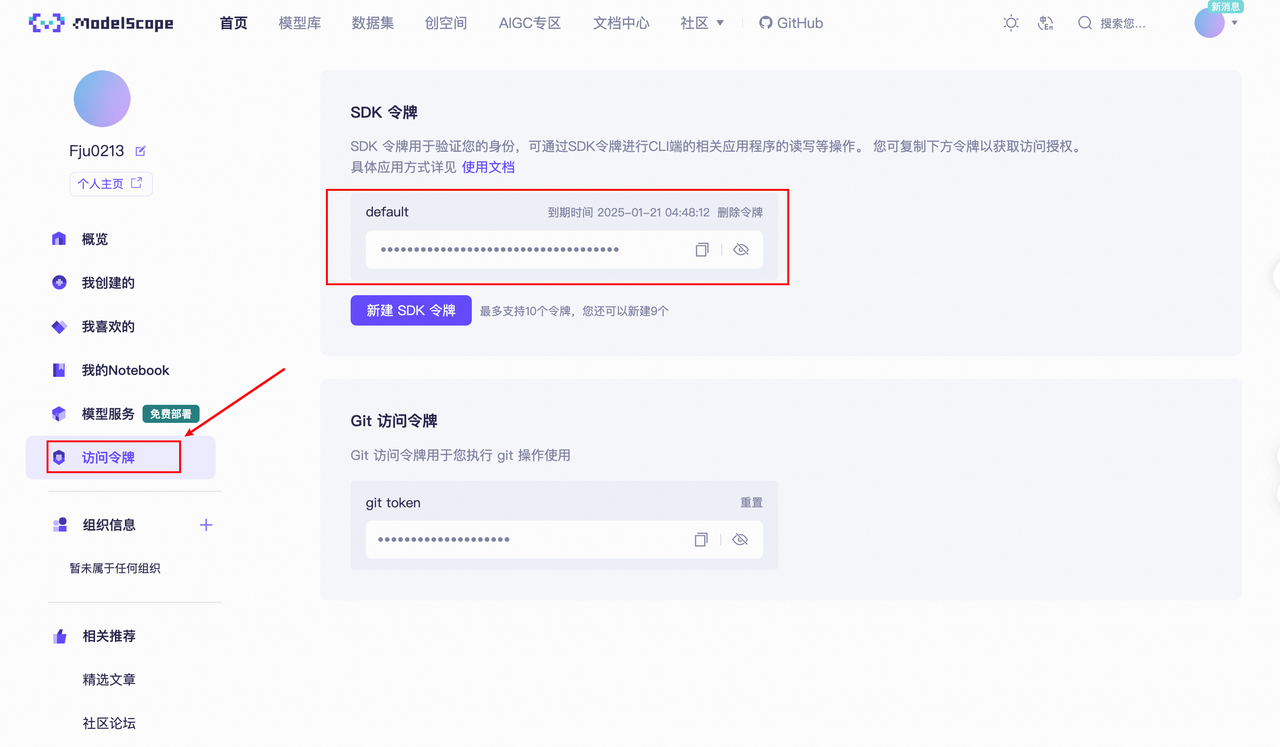 ModelScope
首页
模型库
数据集
创空间
AIGC专区
文档中心
社区
GitHub
搜索您...
新消息
Fju0213
个人主页
概览
我创建的
我喜欢的
我的Notebook
模型服务 免费部署
访问令牌
组织信息
暂未属于任何组织
相关推荐
精选文章
社区论坛
SDK 令牌
SDK 令牌用于验证您的身份，可通过SDK令牌进行CLI端的相关应用程序的读写等操作。 您可复制下方令牌以获取访问授权。
具体应用方式详见 使用文档
default 到期时间 2025-01-21 04:48:12 删除令牌
••••••••••••••••••••••••••••••••••••
新建 SDK 令牌 最多支持10个令牌，您还可以新建9个
Git 访问令牌
Git 访问令牌用于您执行 git 操作使用
git token 重置
••••••••••••••••••••